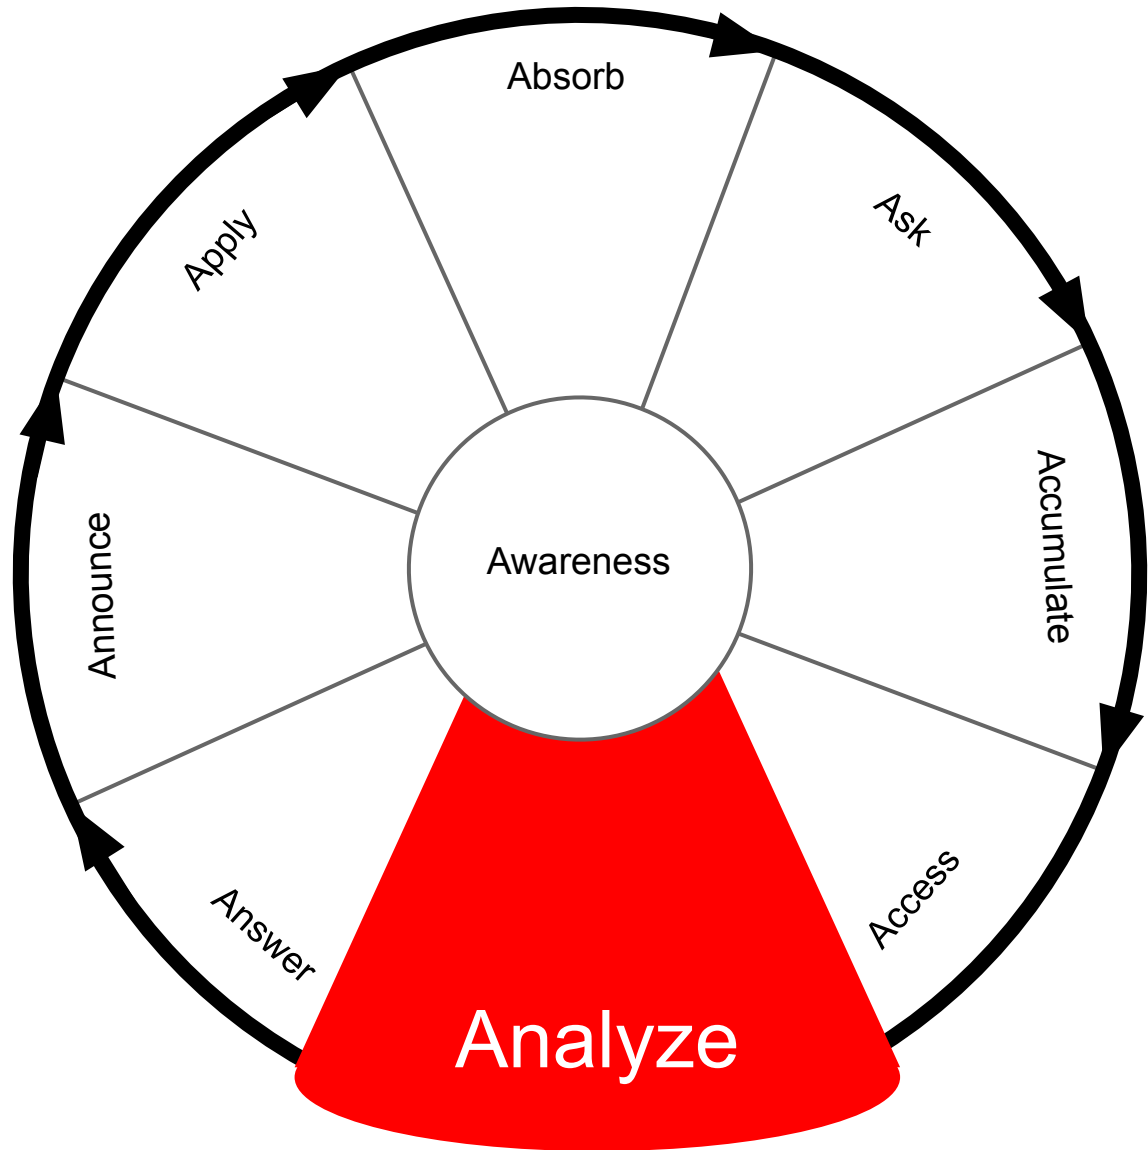 Absorb
Ask
Accumulate
Access
Analyze
Answer
Announce
Apply
Awareness